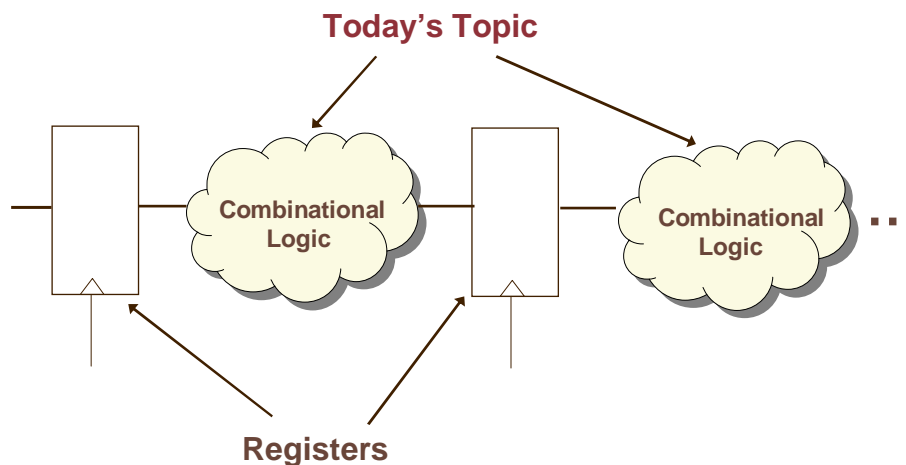 Today’s Topic
Combinational
Logic
Combinational
Logic
..
Registers